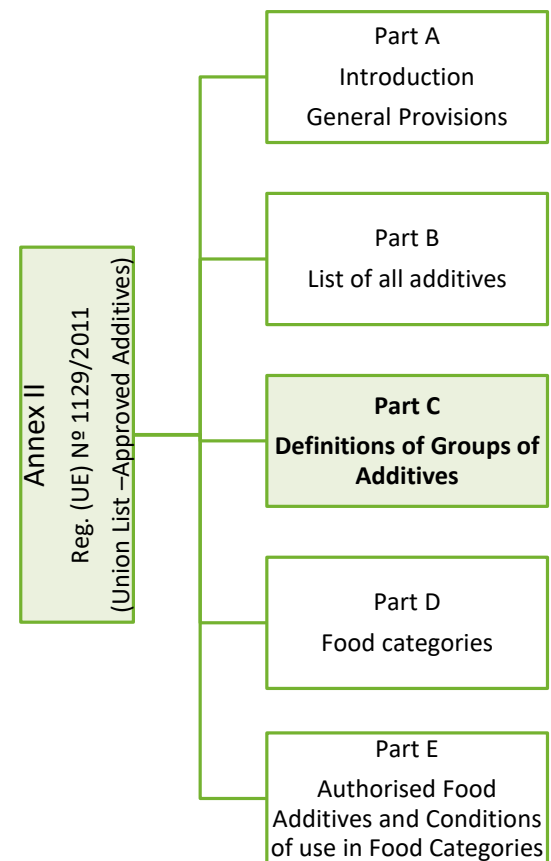 Annex II
Reg. (UE) Nº 1129/2011
(Union List –Approved Additives)
Part A
Introduction
General Provisions
Part B
List of all additives
Part C
Definitions of Groups of
Additives
Part D
Food categories
Part E
Authorised Food
Additives and Conditions
of use in Food Categories